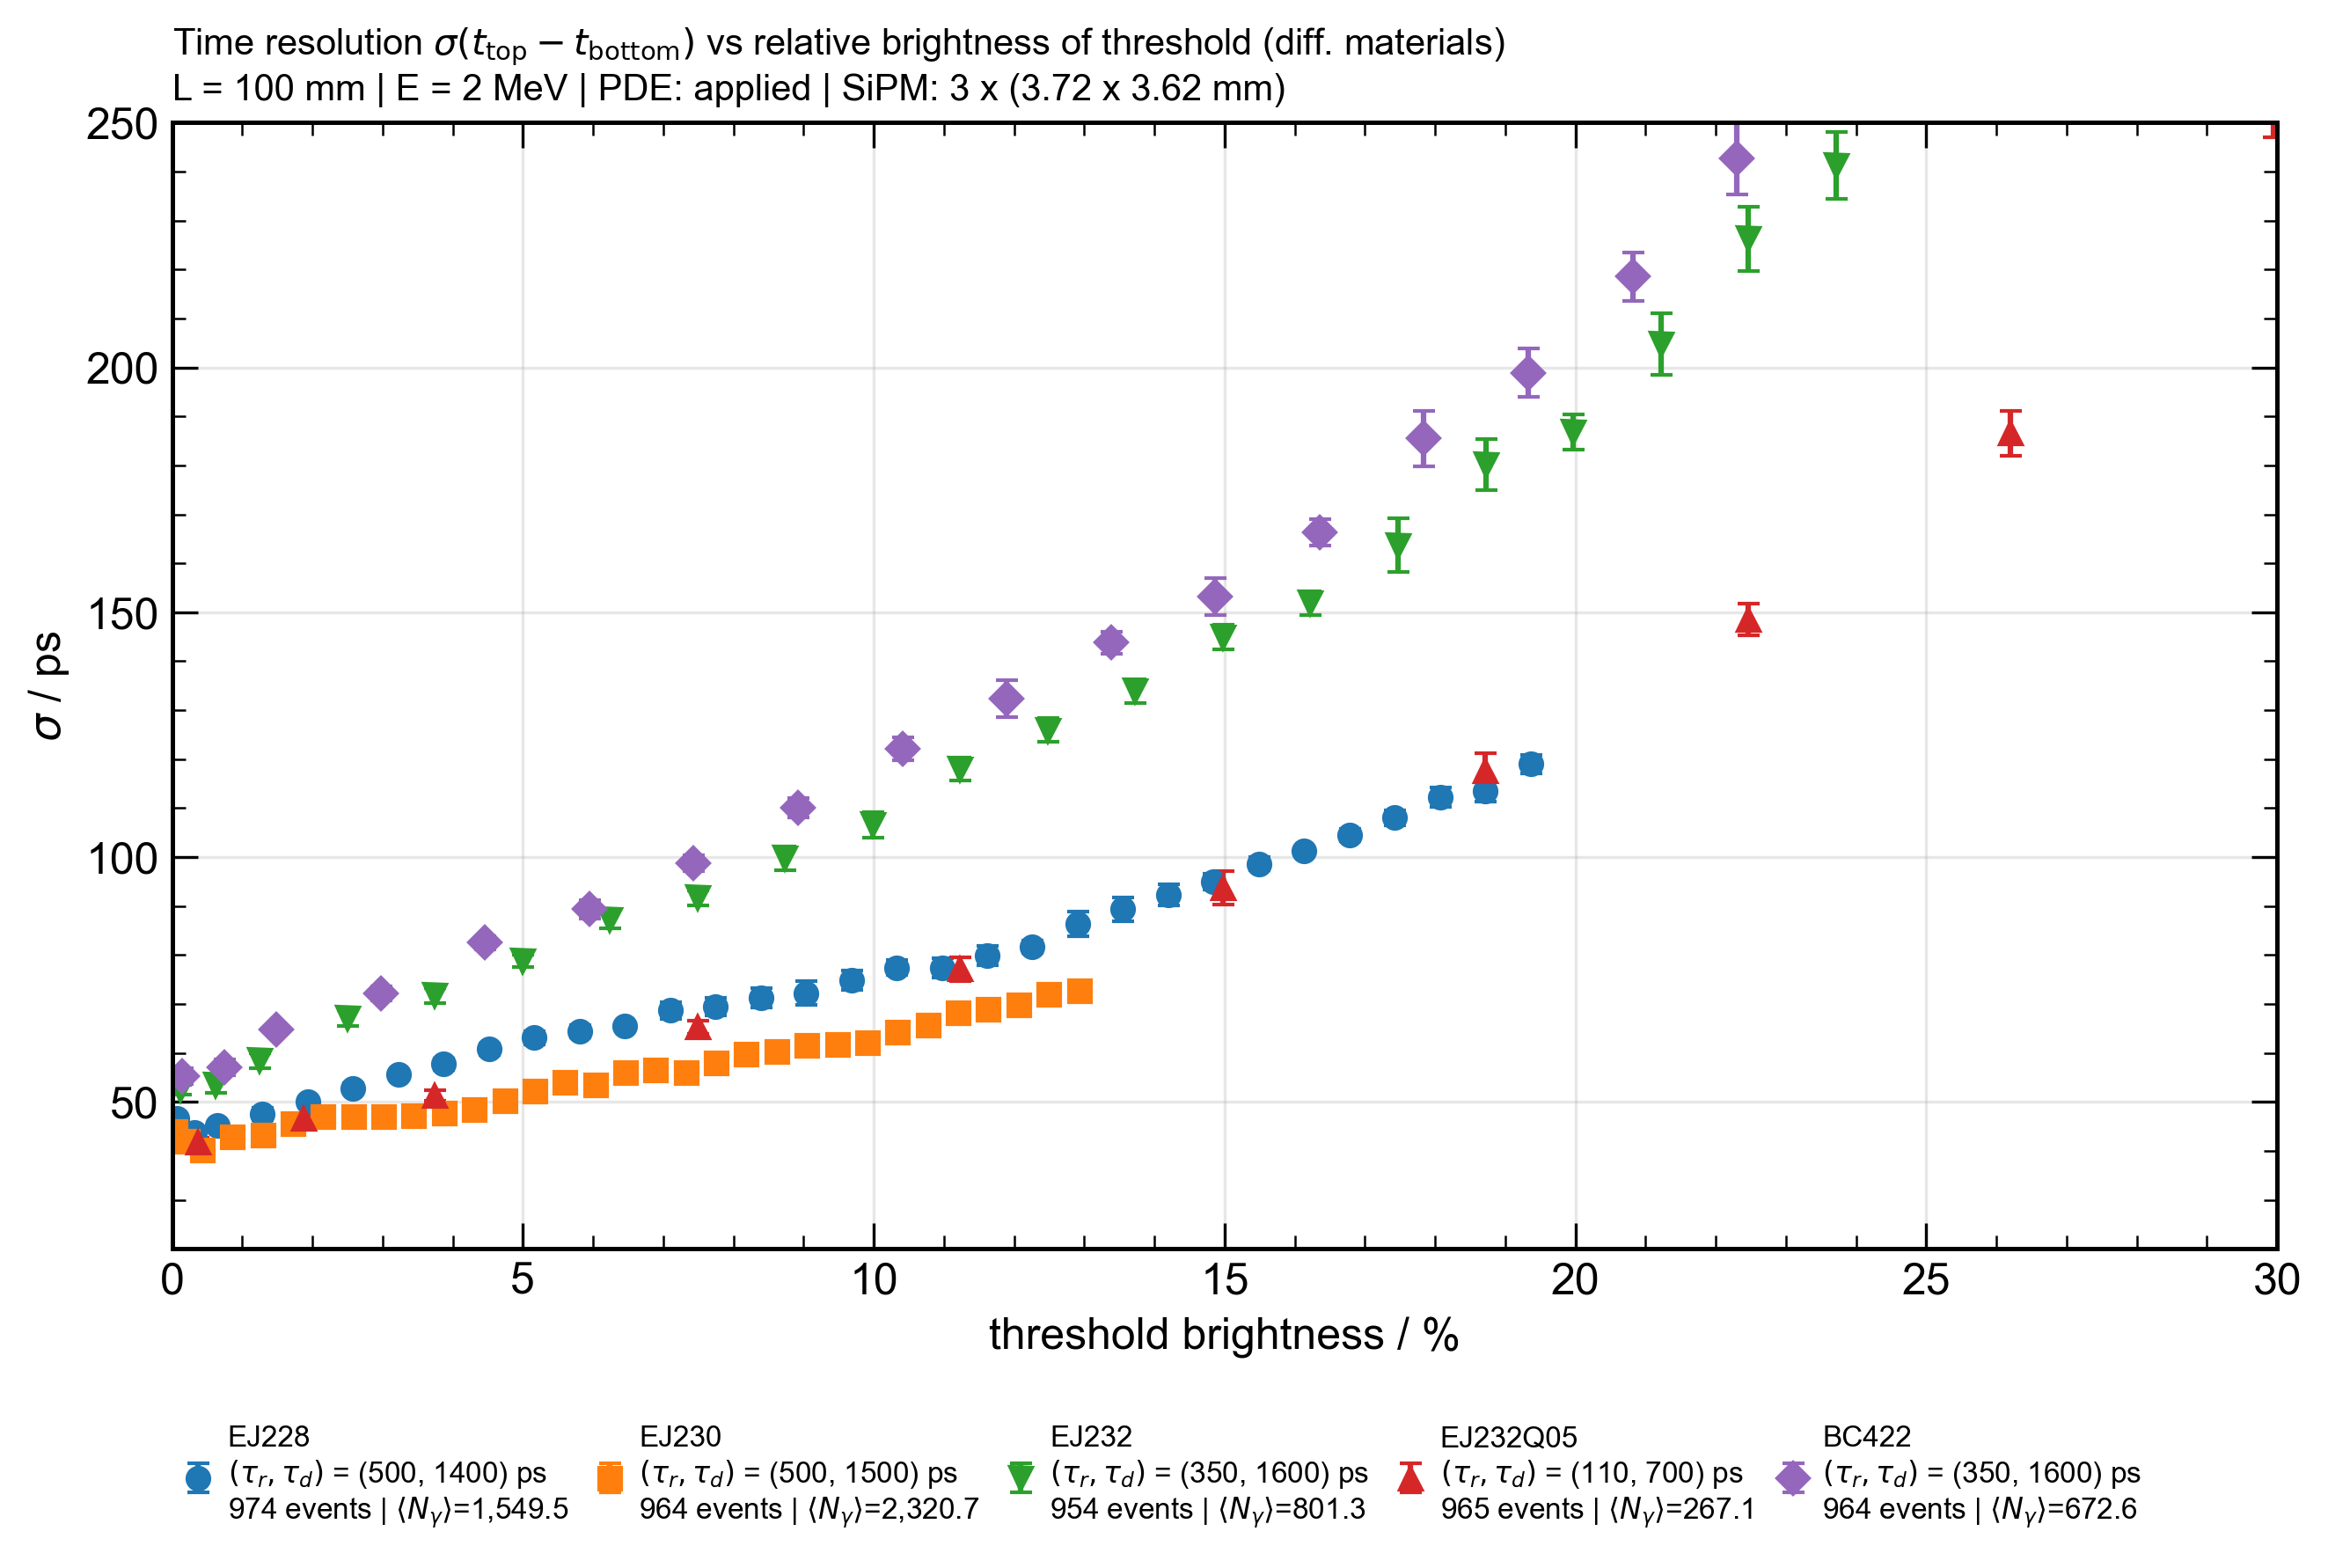 Time resolution σ(t_top − t_bottom) vs relative brightness of threshold (diff. materials)
L = 100 mm | E = 2 MeV | PDE: applied | SiPM: 3 x (3.72 x 3.62 mm)
250
200
150
100
50
σ / ps
0 5 10 15 20 25 30
threshold brightness / %
EJ228
(τ_r, τ_d) = (500, 1400) ps
974 events | ⟨N_γ⟩=1,549.5
EJ230
(τ_r, τ_d) = (500, 1500) ps
964 events | ⟨N_γ⟩=2,320.7
EJ232
(τ_r, τ_d) = (350, 1600) ps
954 events | ⟨N_γ⟩=801.3
EJ232Q05
(τ_r, τ_d) = (110, 700) ps
965 events | ⟨N_γ⟩=267.1
BC422
(τ_r, τ_d) = (350, 1600) ps
964 events | ⟨N_γ⟩=672.6